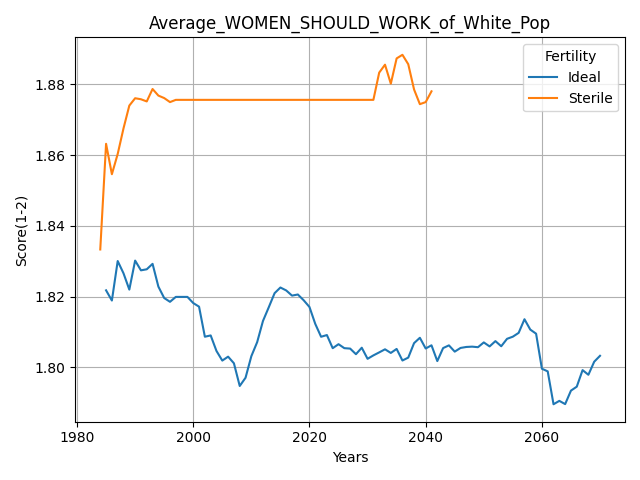 Average_WOMEN_SHOULD_WORK_of_White_Pop
Fertility
Ideal
Sterile
Score(1-2)
1.88
1.86
1.84
1.82
1.80
1980 2000 2020 2040 2060
Years